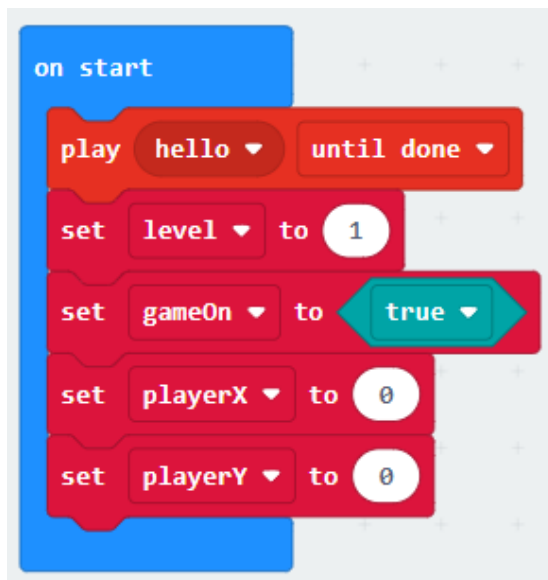 on start
play hello until done
set level to 1
set gameOn to true
set playerX to 0
set playerY to 0